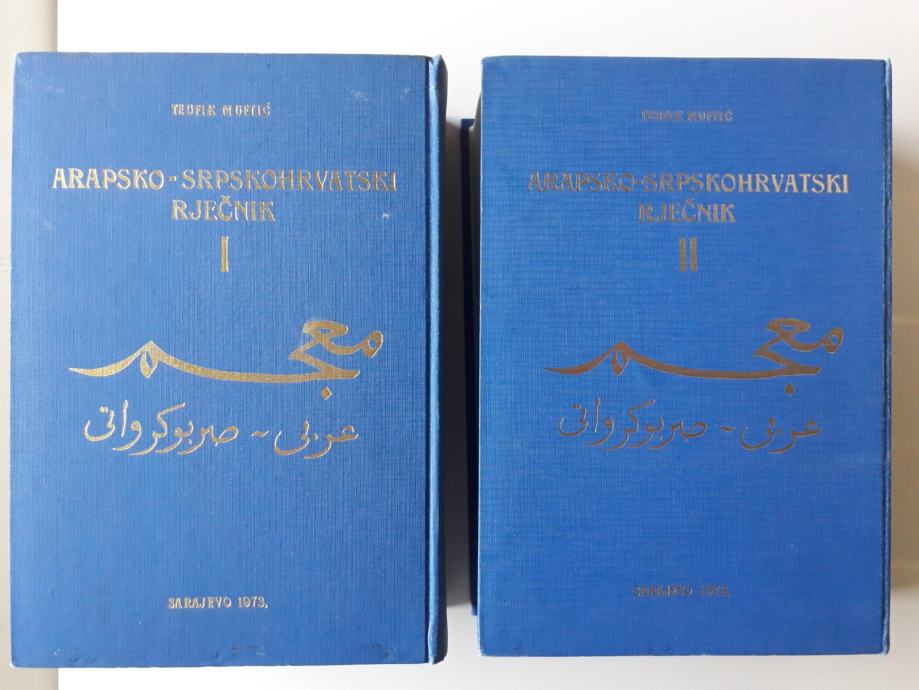 TEUFIK MUFTIĆ
ARAPSKO-SRPSKOHRVATSKI
RJEČNIK
I
معجم
عربي - صربوكرواتي
SARAJEVO 1973.
TEUFIK MUFTIĆ
ARAPSKO-SRPSKOHRVATSKI
RJEČNIK
II
معجم
عربي - صربوكرواتي
SARAJEVO 1973.